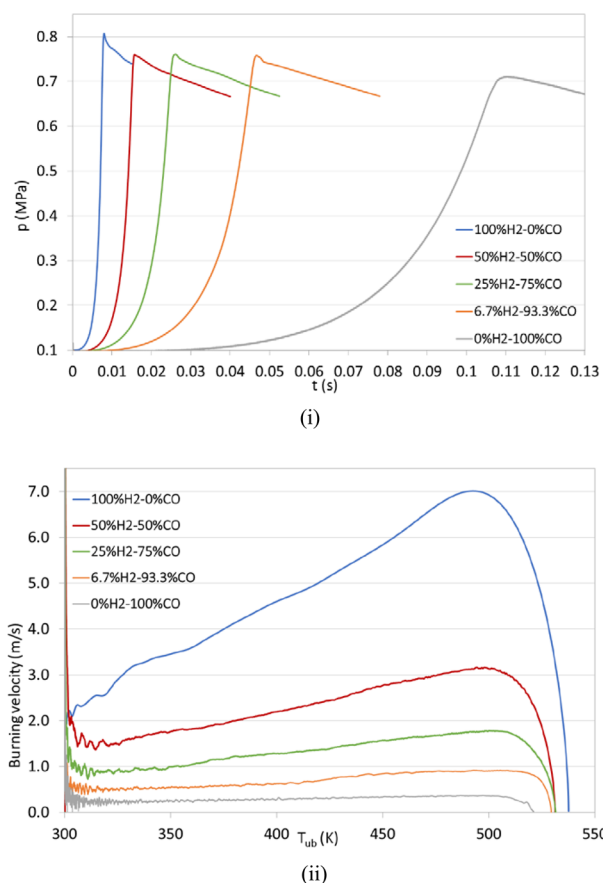 0.9
0.8
0.7
0.6
0.5
0.4
0.3
0.2
0.1
p (MPa)
100%H2-0%CO
50%H2-50%CO
25%H2-75%CO
6.7%H2-93.3%CO
0%H2-100%CO
0 0.01 0.02 0.03 0.04 0.05 0.06 0.07 0.08 0.09 0.1 0.11 0.12 0.13
t (s)
(i)
7.0
6.0
5.0
4.0
3.0
2.0
1.0
0.0
Burning velocity (m/s)
100%H2-0%CO
50%H2-50%CO
25%H2-75%CO
6.7%H2-93.3%CO
0%H2-100%CO
300 350 400 450 500 550
Tub (K)
(ii)